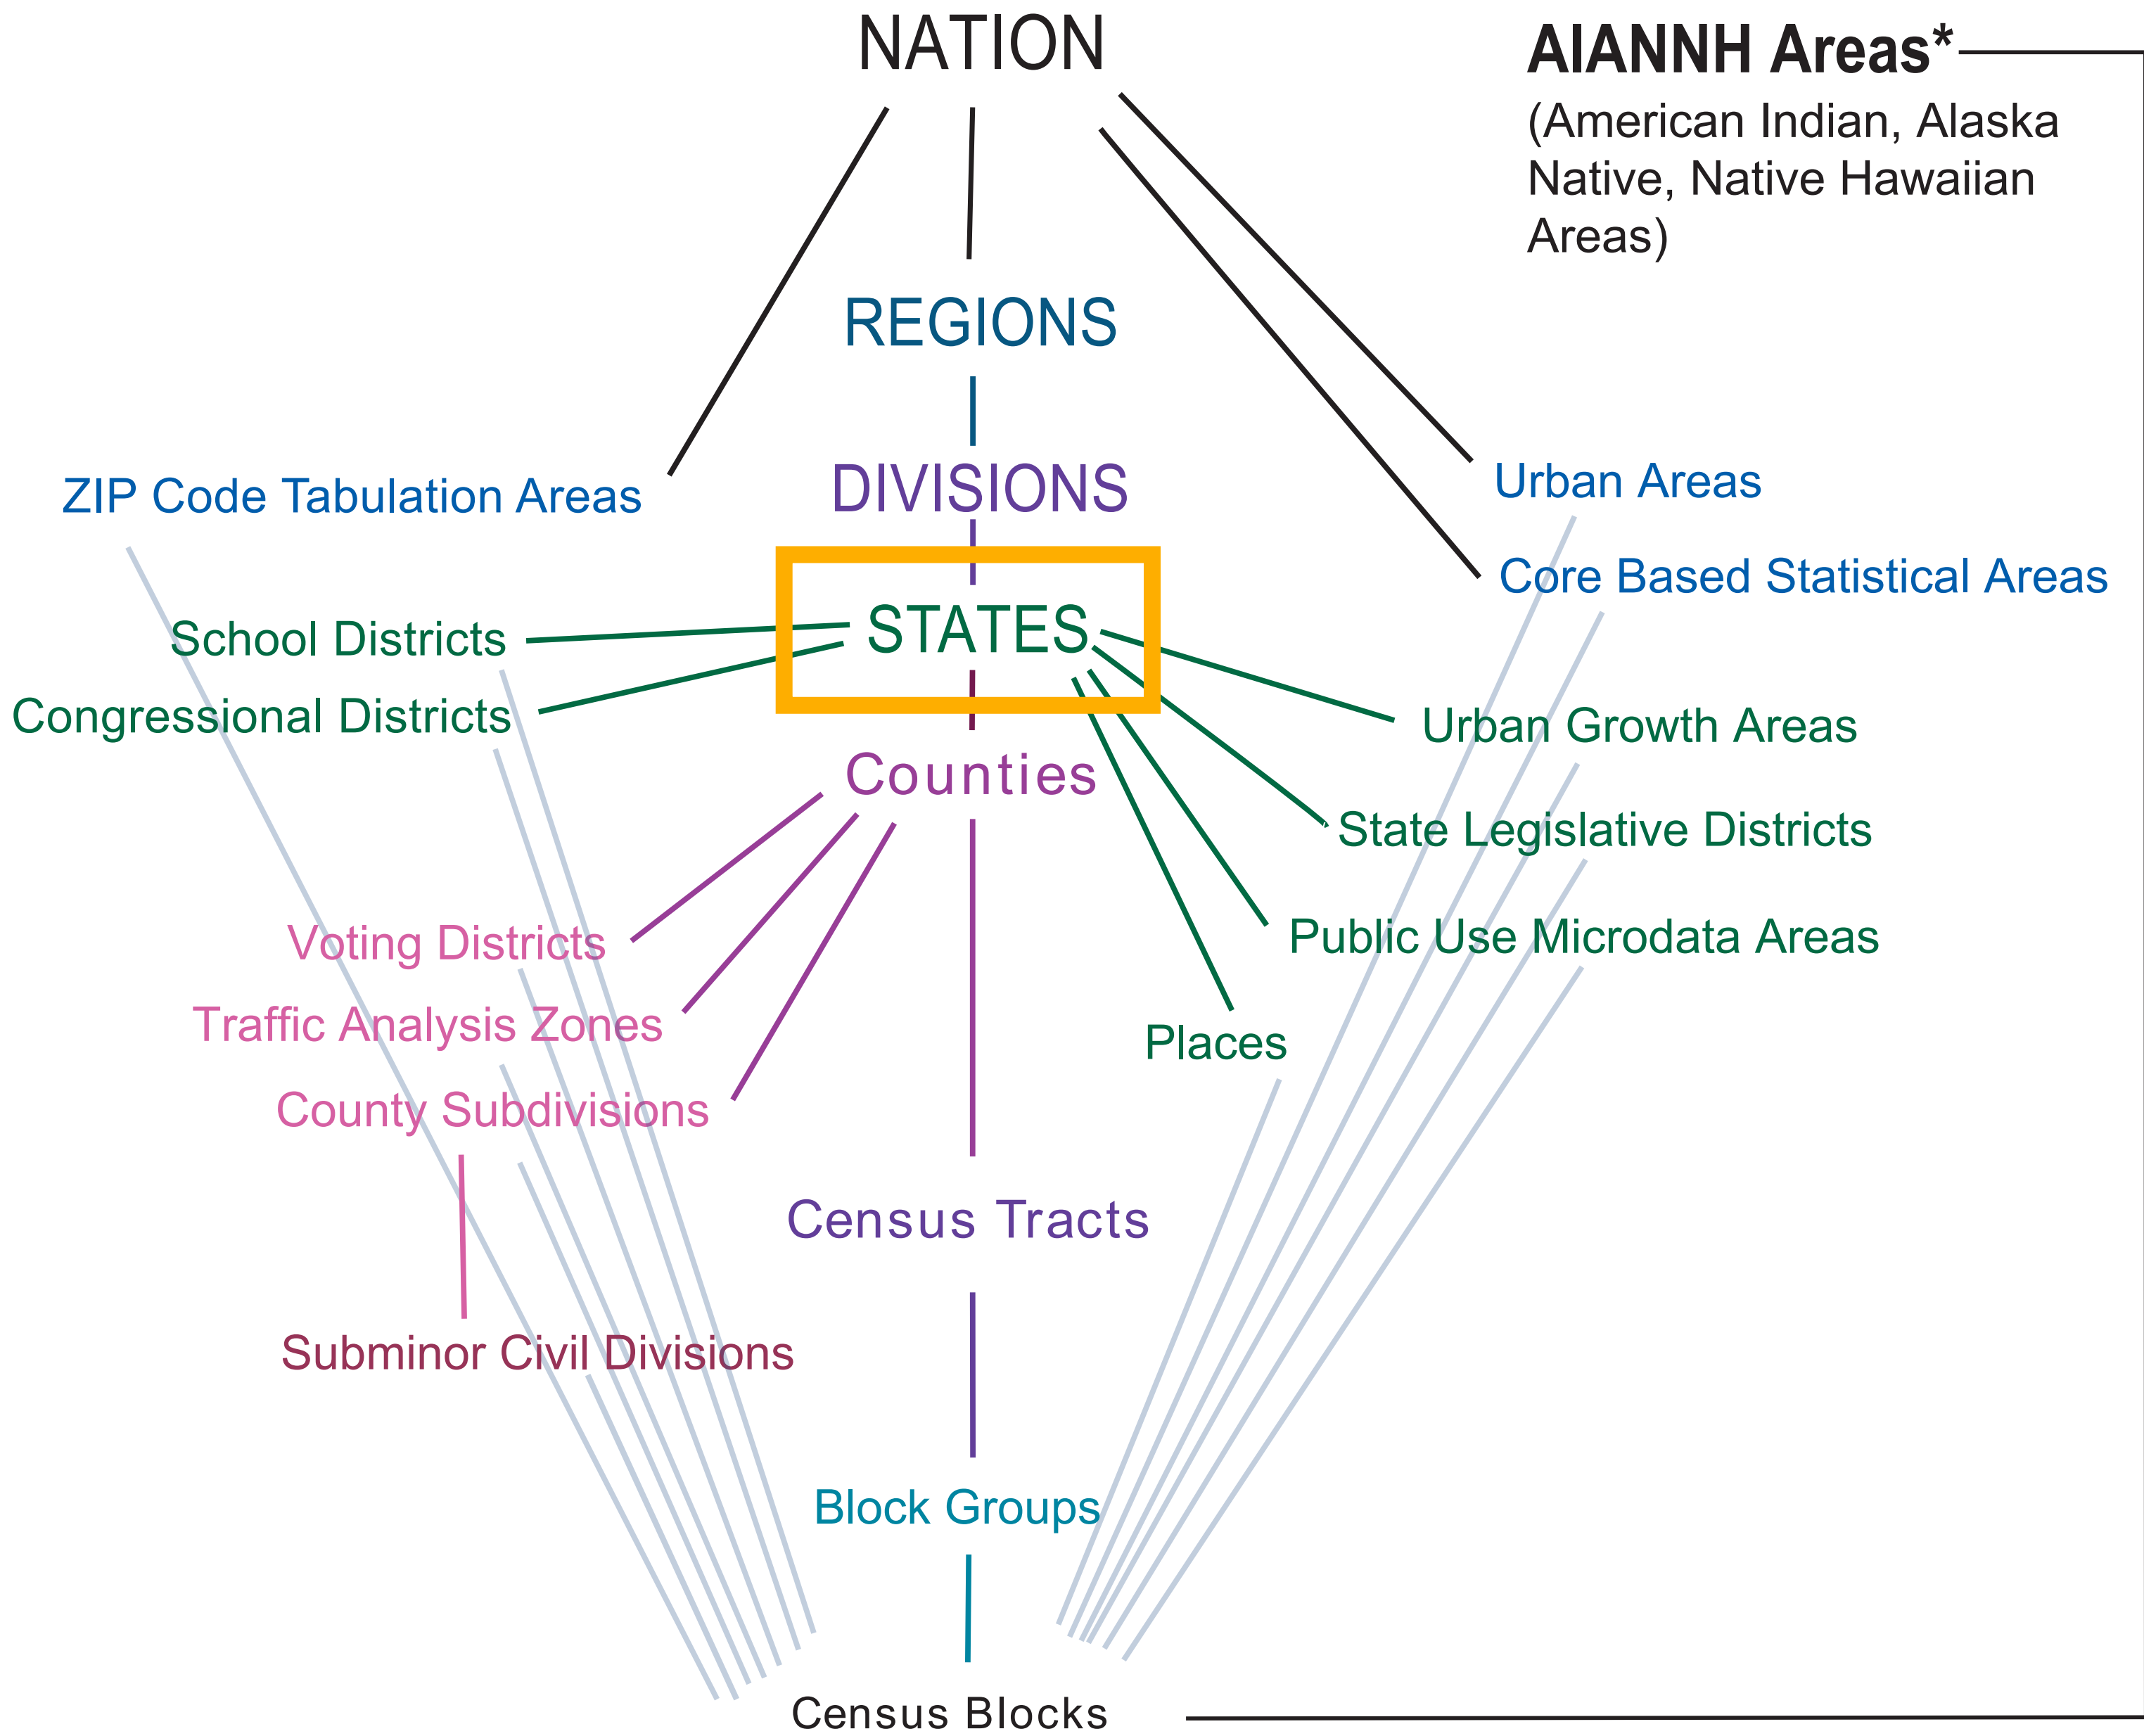 NATION
AIANNH Areas*
(American Indian, Alaska
Native, Native Hawaiian
Areas)
REGIONS
DIVISIONS
ZIP Code Tabulation Areas
Urban Areas
Core Based Statistical Areas
STATES
School Districts
Congressional Districts
Urban Growth Areas
Counties
State Legislative Districts
Voting Districts
Public Use Microdata Areas
Traffic Analysis Zones
Places
County Subdivisions
Census Tracts
Subminor Civil Divisions
Block Groups
Census Blocks